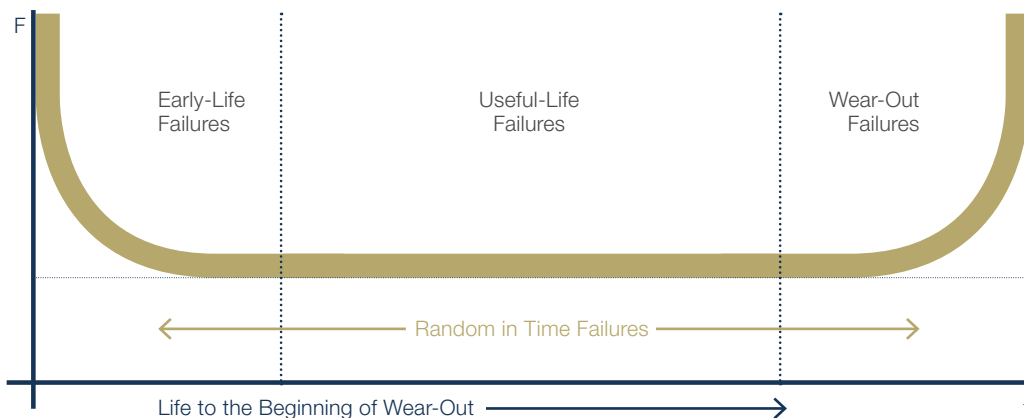 F
Early-Life
Failures
Useful-Life
Failures
Wear-Out
Failures
Random in Time Failures
Life to the Beginning of Wear-Out